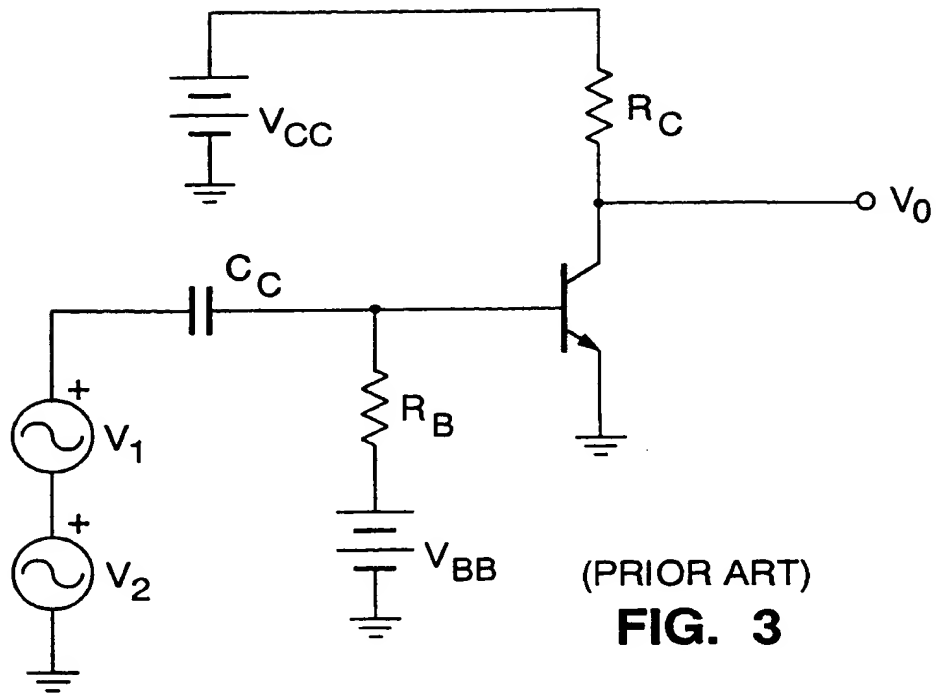 V_CC
R_C
V_0
C_C
+
V_1
R_B
+
V_2
V_BB
(PRIOR ART)
FIG. 3